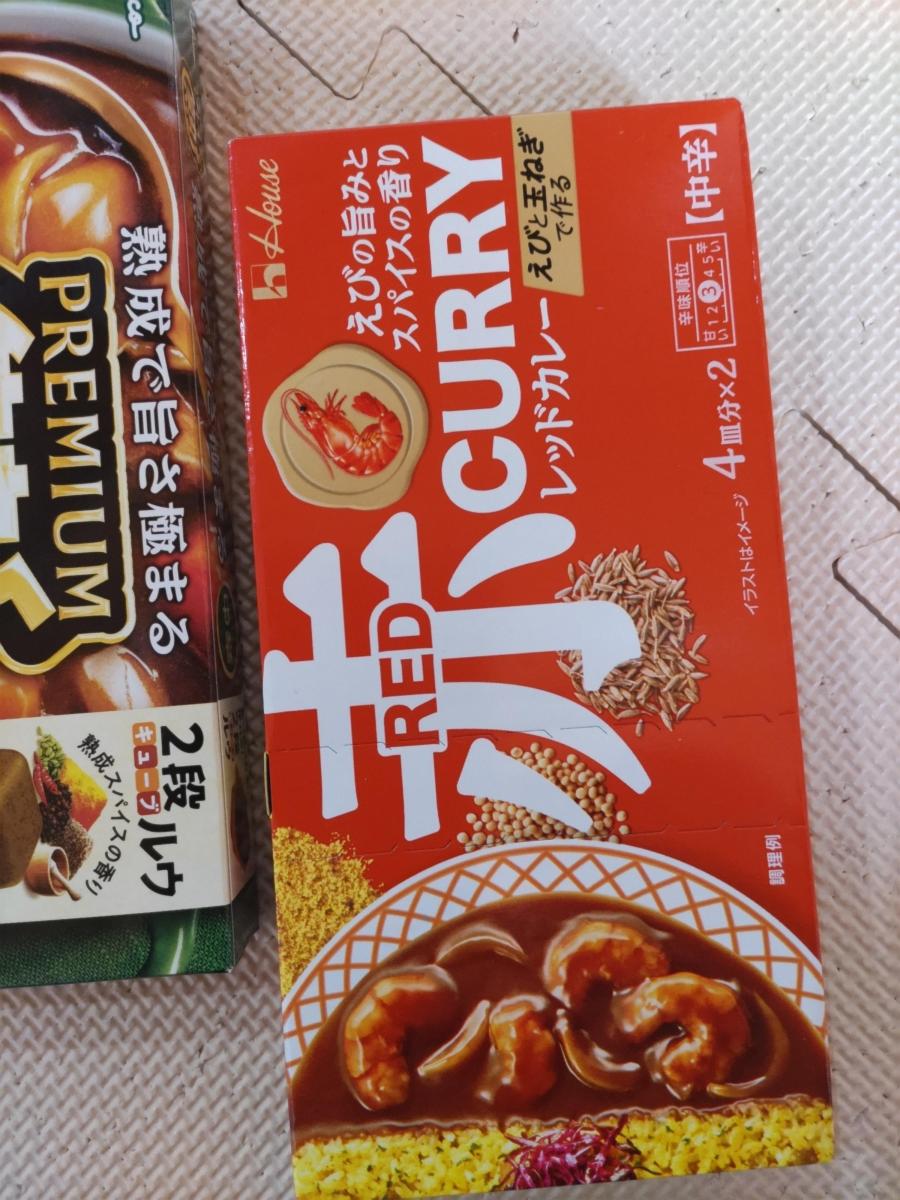 House
えびの旨みと
スパイスの香り
CURRY
レッドカレー
えびと玉ねぎ
で作る
赤
RED
【中辛】
辛味順位
甘い 1 2 3 4 5 辛い
4皿分×2
イラストはイメージ
調理例
熟成で旨さ極まる
PREMIUM
2段
キューブ
ルウ
熟成スパイスの香り